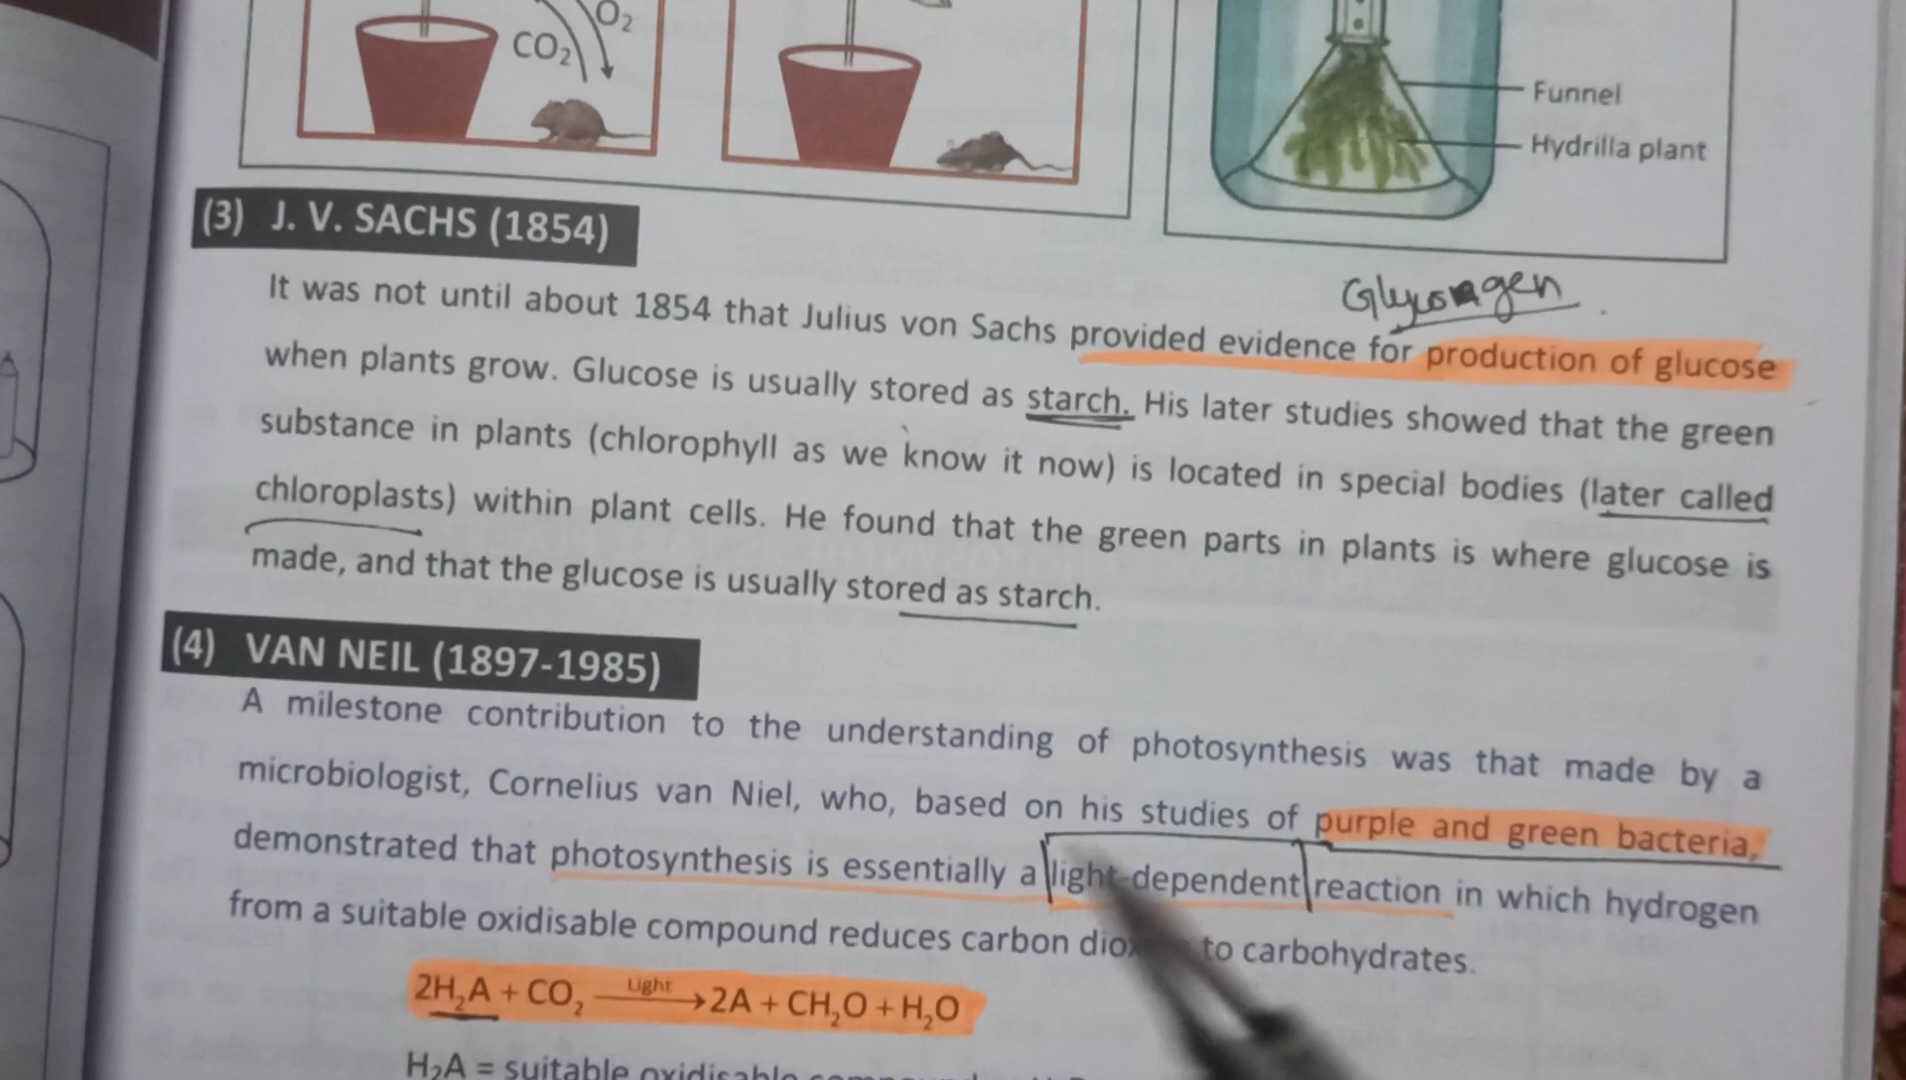 O2
CO2
Funnel
Hydrilla plant
(3) J. V. SACHS (1854)
Glycogen
It was not until about 1854 that Julius von Sachs provided evidence for production of glucose
when plants grow. Glucose is usually stored as starch. His later studies showed that the green
substance in plants (chlorophyll as we know it now) is located in special bodies (later called
chloroplasts) within plant cells. He found that the green parts in plants is where glucose is
made, and that the glucose is usually stored as starch.
(4) VAN NEIL (1897-1985)
A milestone contribution to the understanding of photosynthesis was that made by a
microbiologist, Cornelius van Niel, who, based on his studies of purple and green bacteria,
demonstrated that photosynthesis is essentially a light-dependent reaction in which hydrogen
from a suitable oxidisable compound reduces carbon to carbohydrates.
2H₂A + CO₂ Light → 2A + CH₂O + H₂O
H₂A = suitable oxidisable